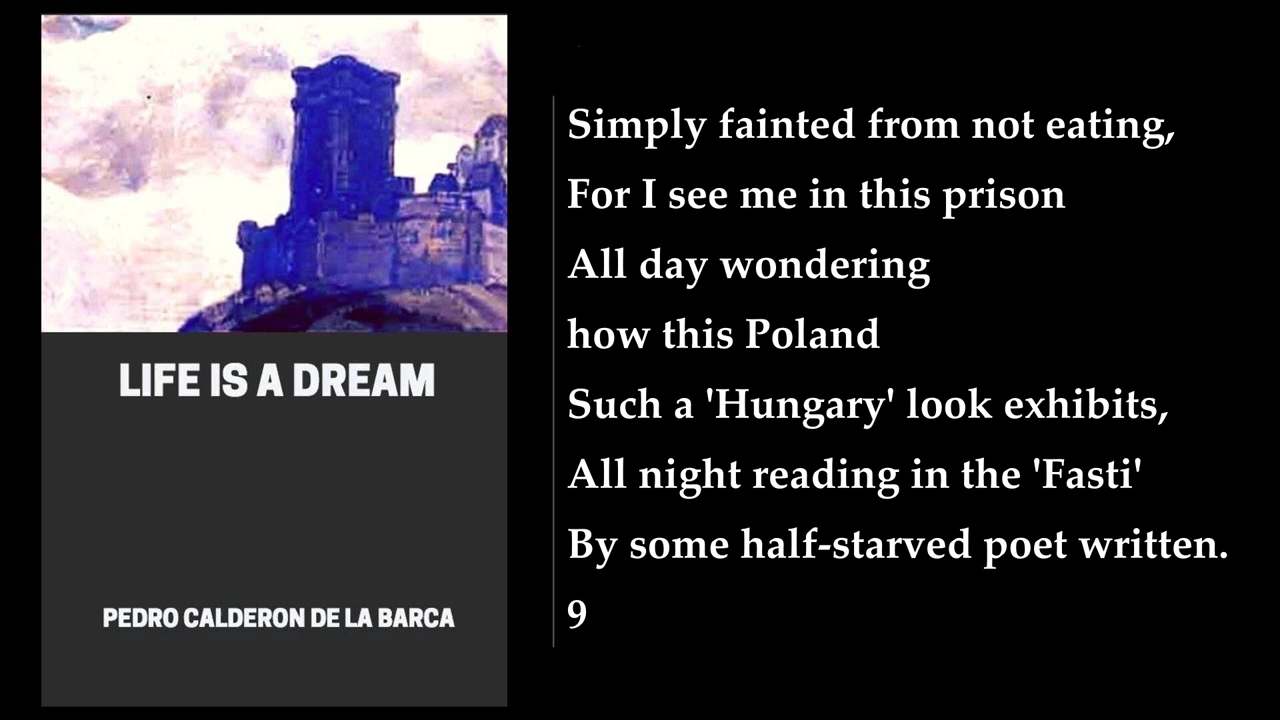 LIFE IS A DREAM
PEDRO CALDERON DE LA BARCA
Simply fainted from not eating,
For I see me in this prison
All day wondering
how this Poland
Such a 'Hungary' look exhibits,
All night reading in the 'Fasti'
By some half-starved poet written.
9